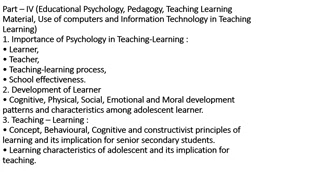 Part – IV (Educational Psychology, Pedagogy, Teaching Learning
Material, Use of computers and Information Technology in Teaching
Learning)
1. Importance of Psychology in Teaching-Learning :
• Learner,
• Teacher,
• Teaching-learning process,
• School effectiveness.
2. Development of Learner
• Cognitive, Physical, Social, Emotional and Moral development
patterns and characteristics among adolescent learner.
3. Teaching – Learning :
• Concept, Behavioural, Cognitive and constructivist principles of
learning and its implication for senior secondary students.
• Learning characteristics of adolescent and its implication for
teaching.